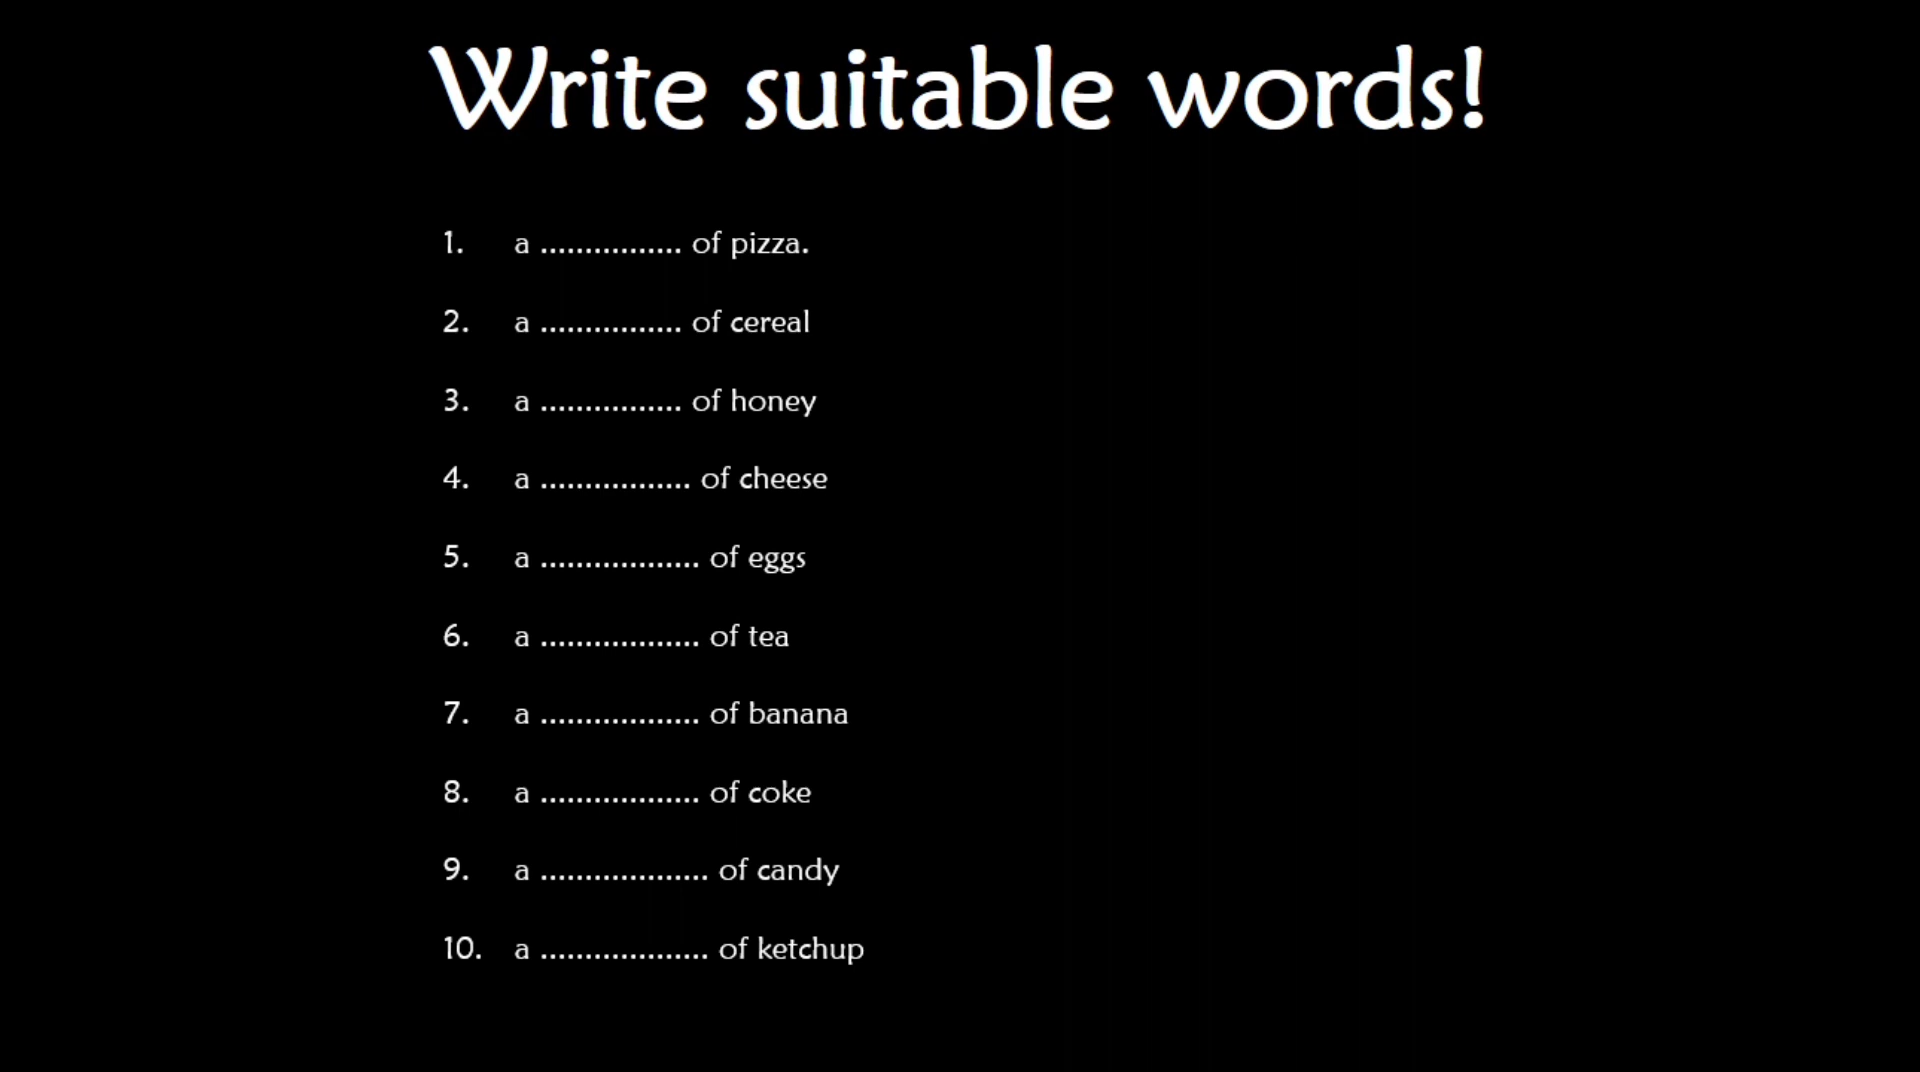 Write suitable words!
1. a ................ of pizza.
2. a ................ of cereal
3. a ................ of honey
4. a ................. of cheese
5. a .................. of eggs
6. a .................. of tea
7. a .................. of banana
8. a .................. of coke
9. a ................... of candy
10. a ................... of ketchup